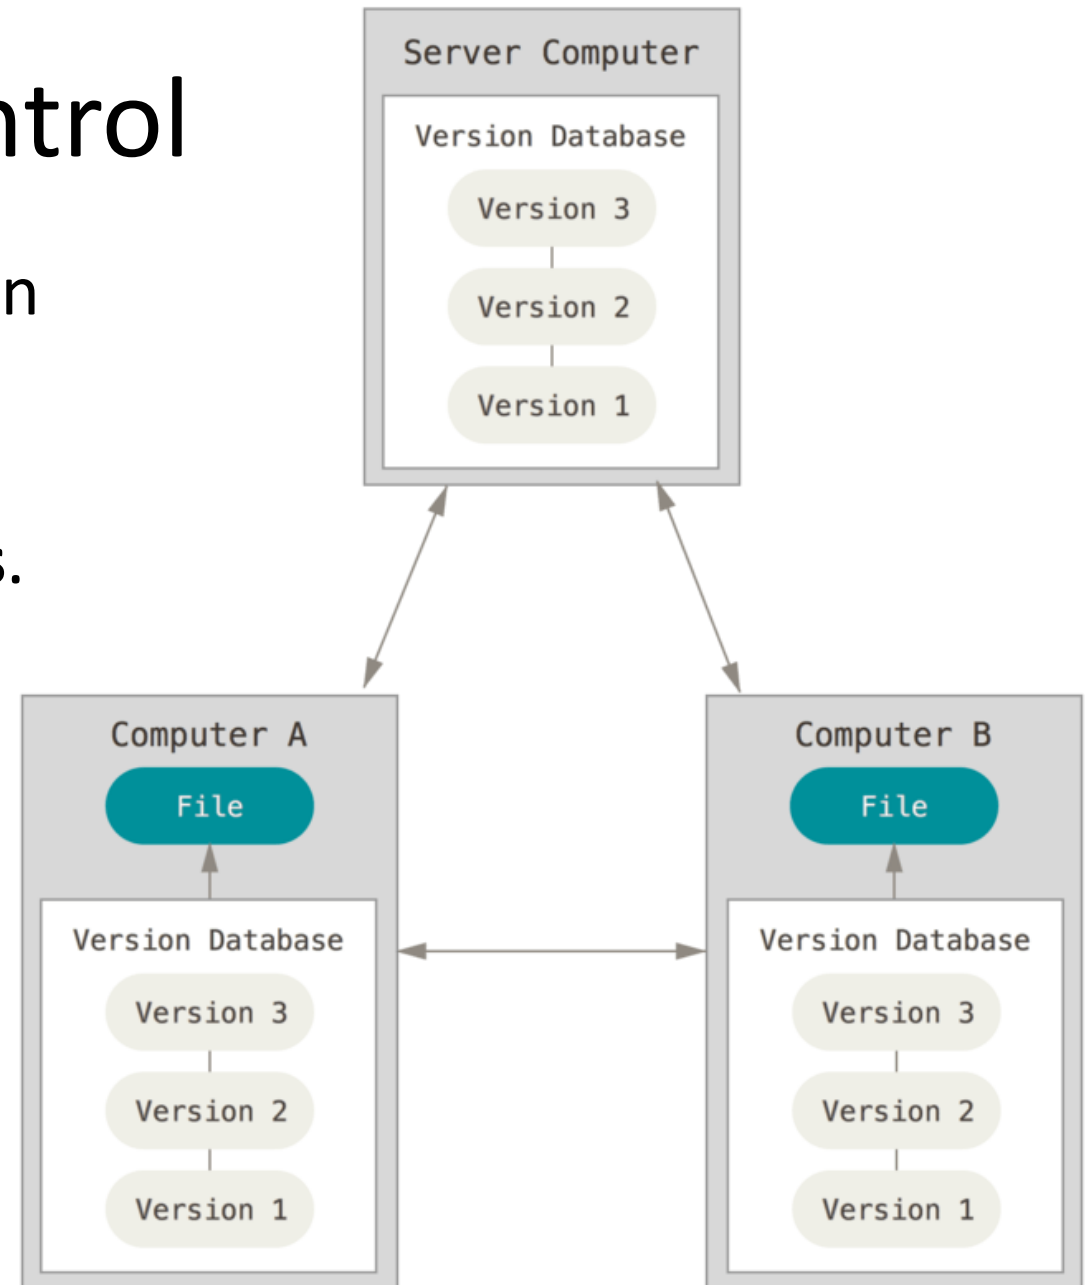 ntrol
n
s.
Server Computer
Version Database
Version 3
Version 2
Version 1
Computer A
File
Version Database
Version 3
Version 2
Version 1
Computer B
File
Version Database
Version 3
Version 2
Version 1